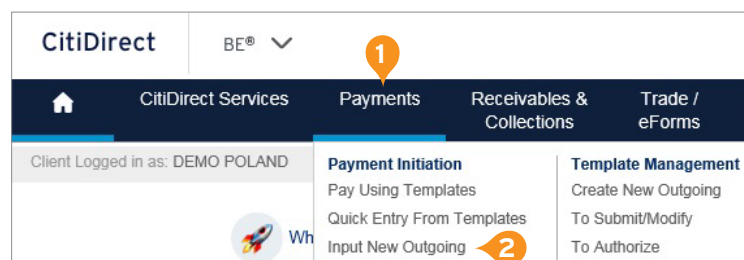 CitiDirect BE®
1
CitiDirect Services Payments Receivables & Collections Trade / eForms
Client Logged in as: DEMO POLAND
Payment Initiation
Pay Using Templates
Quick Entry From Templates
Input New Outgoing 2
Template Management
Create New Outgoing
To Submit/Modify
To Authorize
Wh